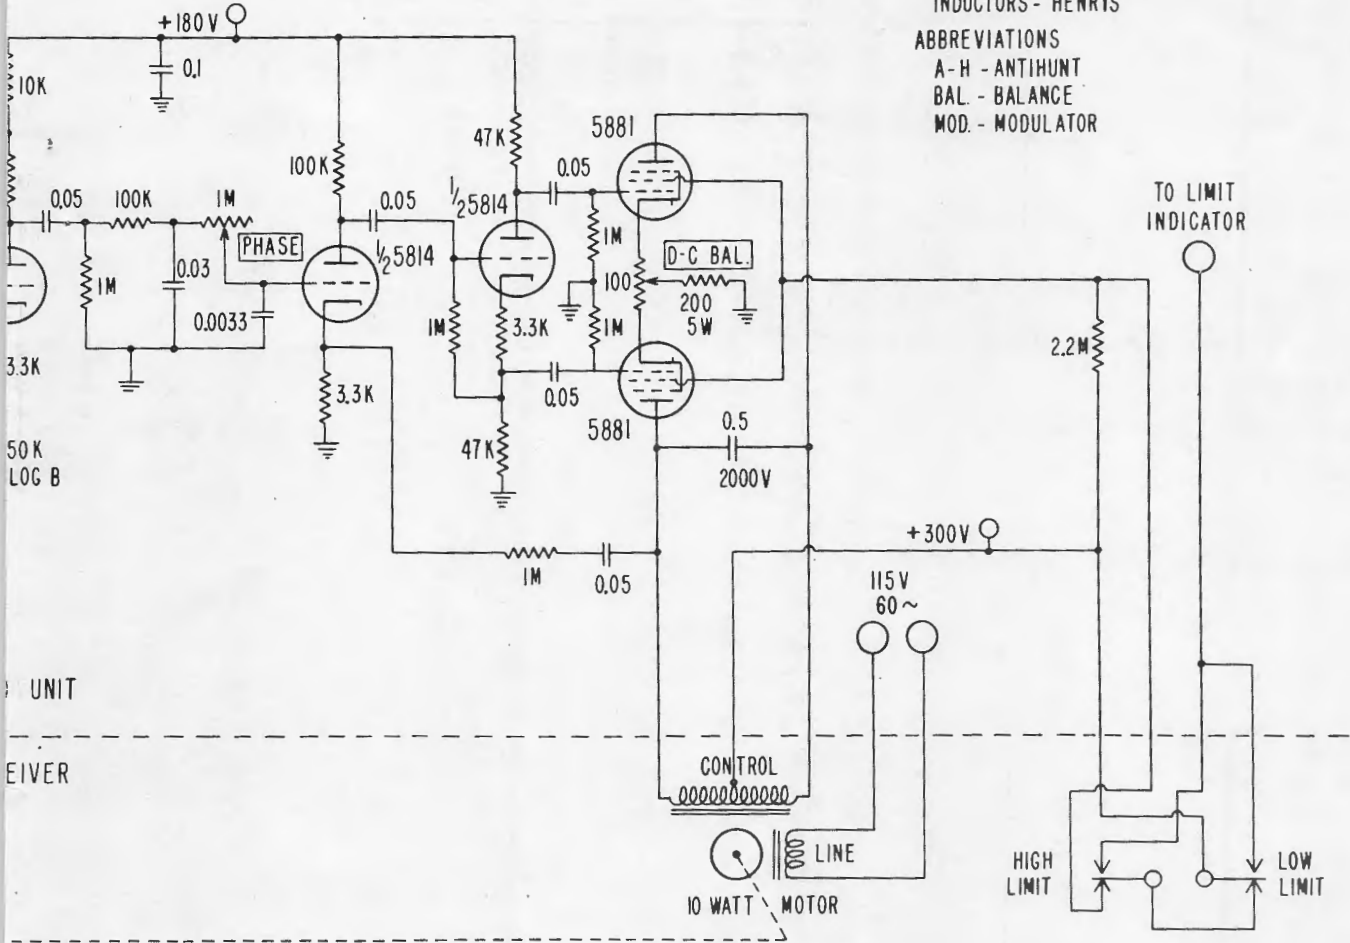 INDUCTORS - HENRYS
+180V
ABBREVIATIONS
A-H - ANTIHUNT
BAL. - BALANCE
MOD. - MODULATOR
0.1
10K
5881
47K
100K
0.05
TO LIMIT
INDICATOR
0.05
100K
1M
0.05
1/2 5814
PHASE
1/2 5814
1M
D-C BAL.
0.03
100
1M
200
5W
0.0033
1M
3.3K
1M
2.2M
3.3K
3.3K
0.05
5881
0.5
2000V
47K
50K
LOG B
+300V
1M
0.05
115V
60~
UNIT
EIVER
CONTROL
LINE
HIGH
LIMIT
LOW
LIMIT
10 WATT MOTOR